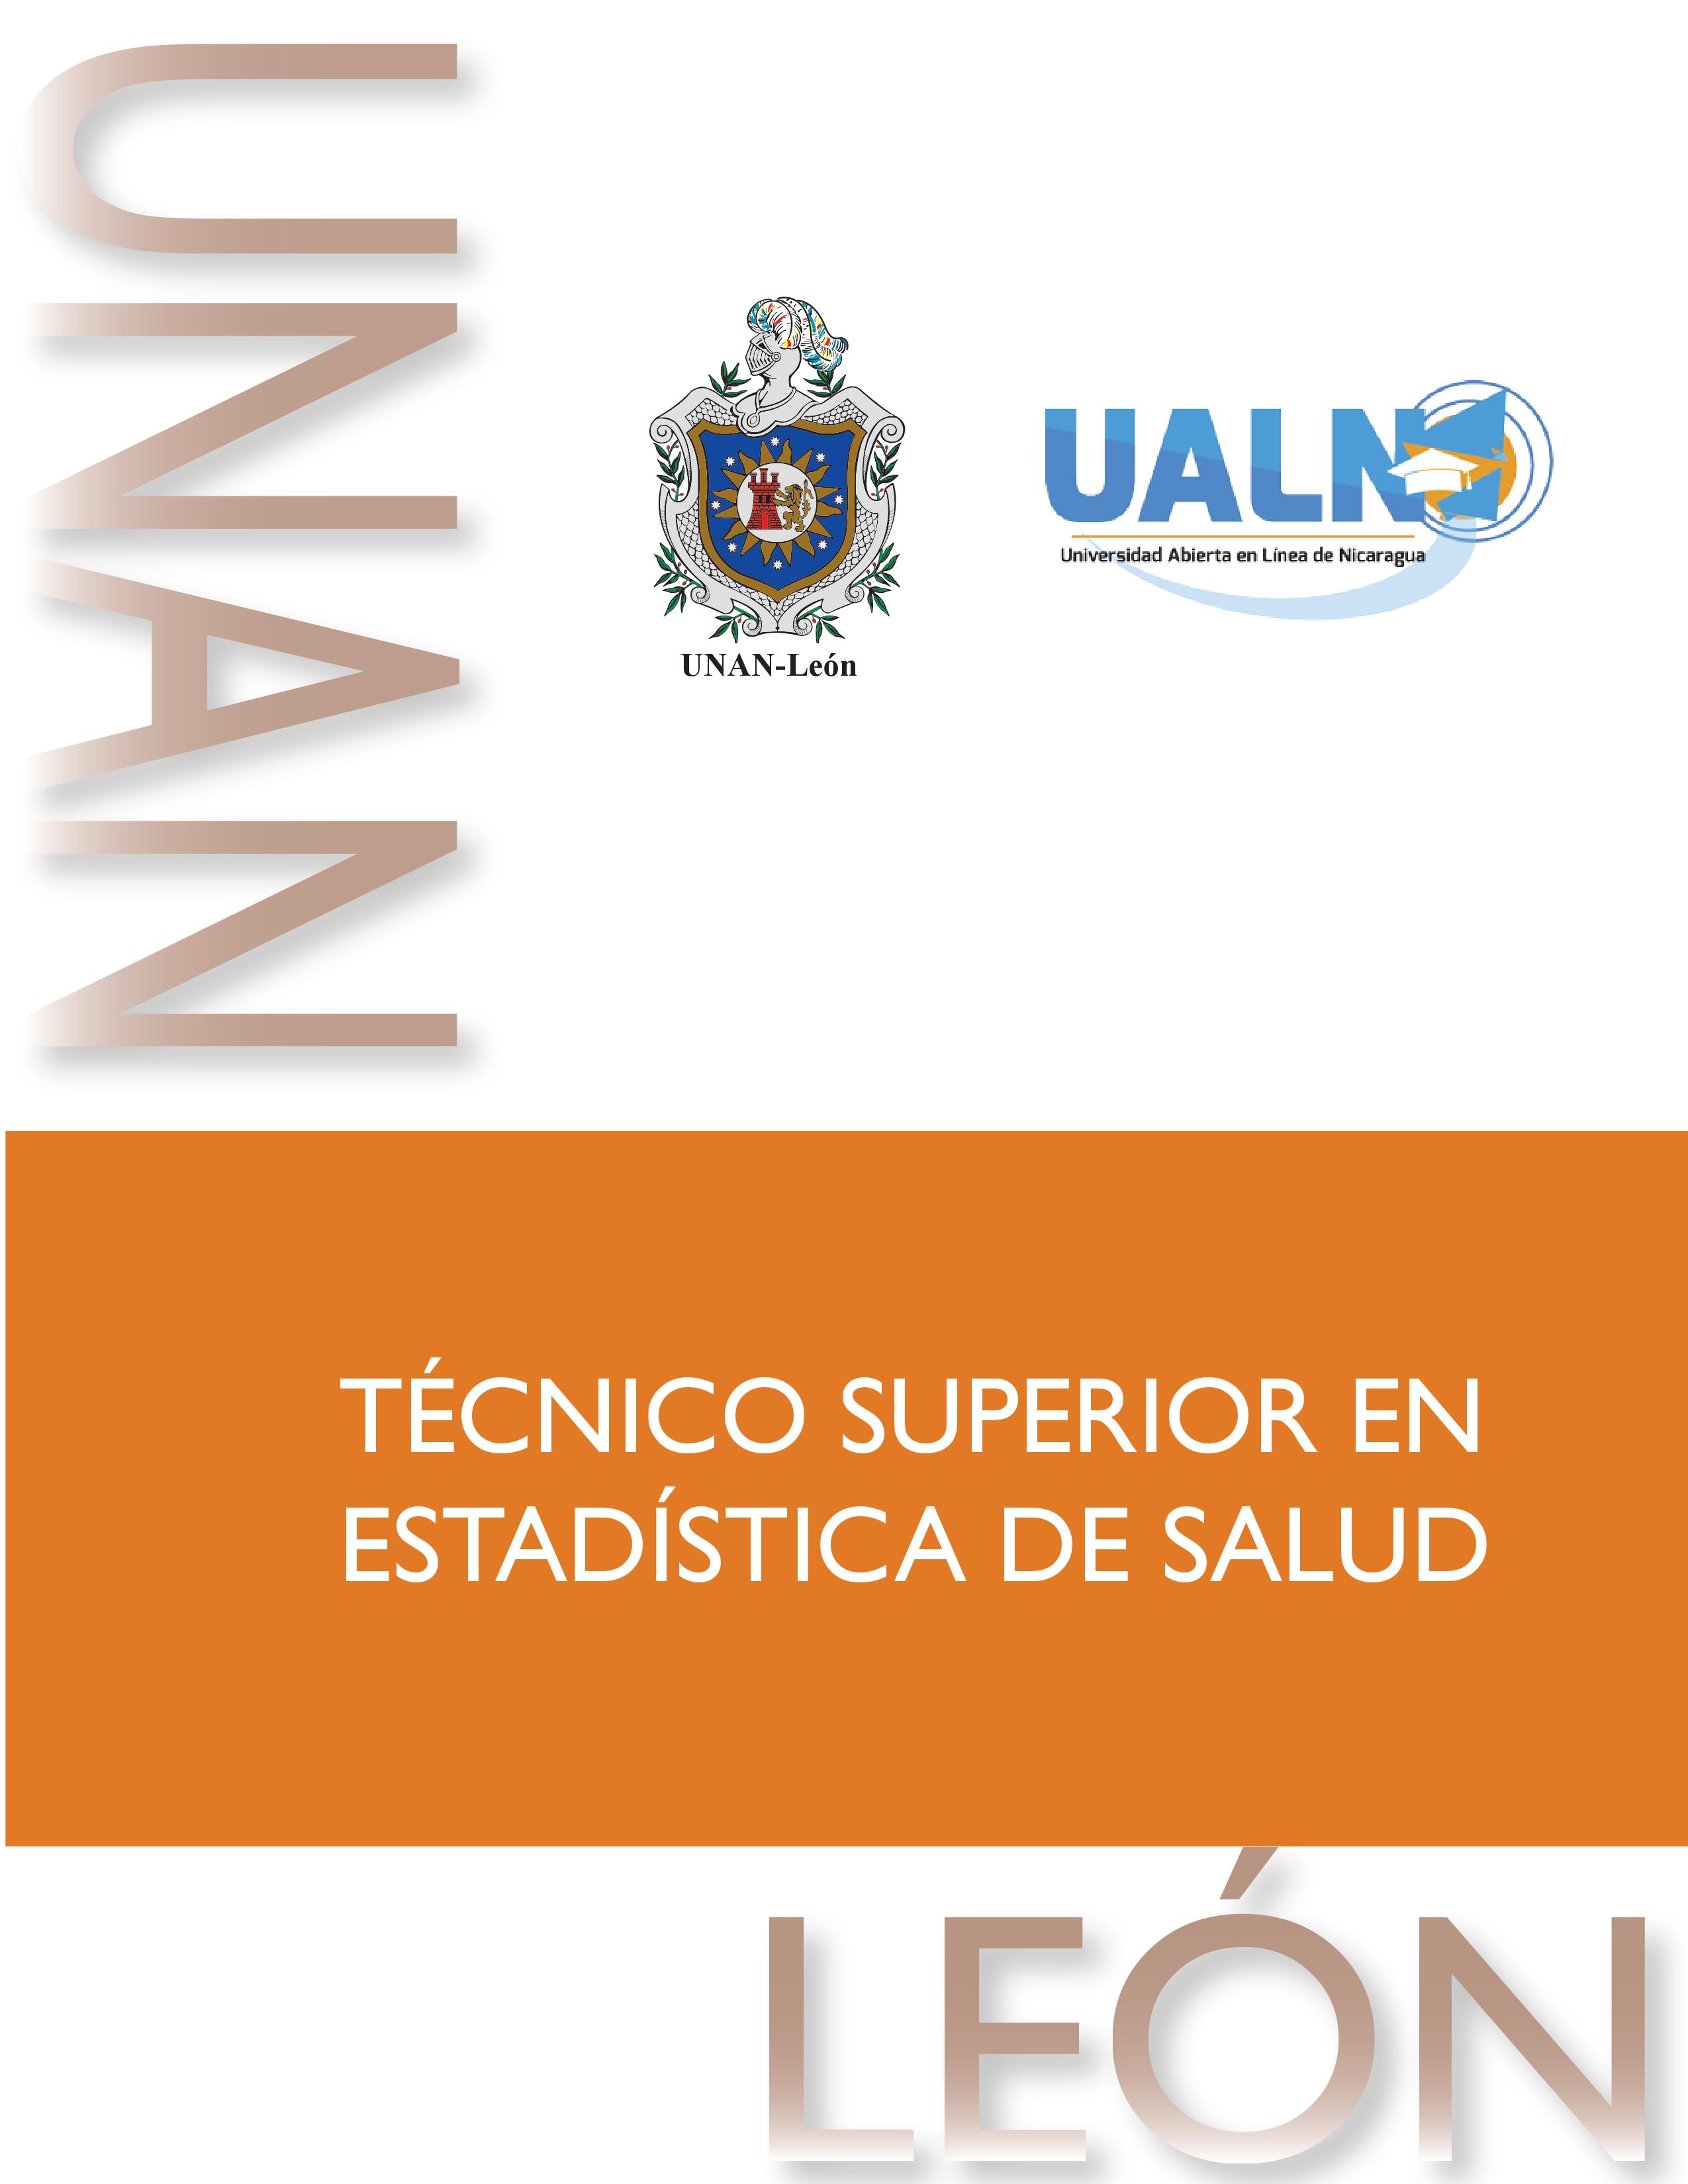 UNAN
UNAN-León
UALN
Universidad Abierta en Línea de Nicaragua
TÉCNICO SUPERIOR EN
ESTADÍSTICA DE SALUD
LEÓN